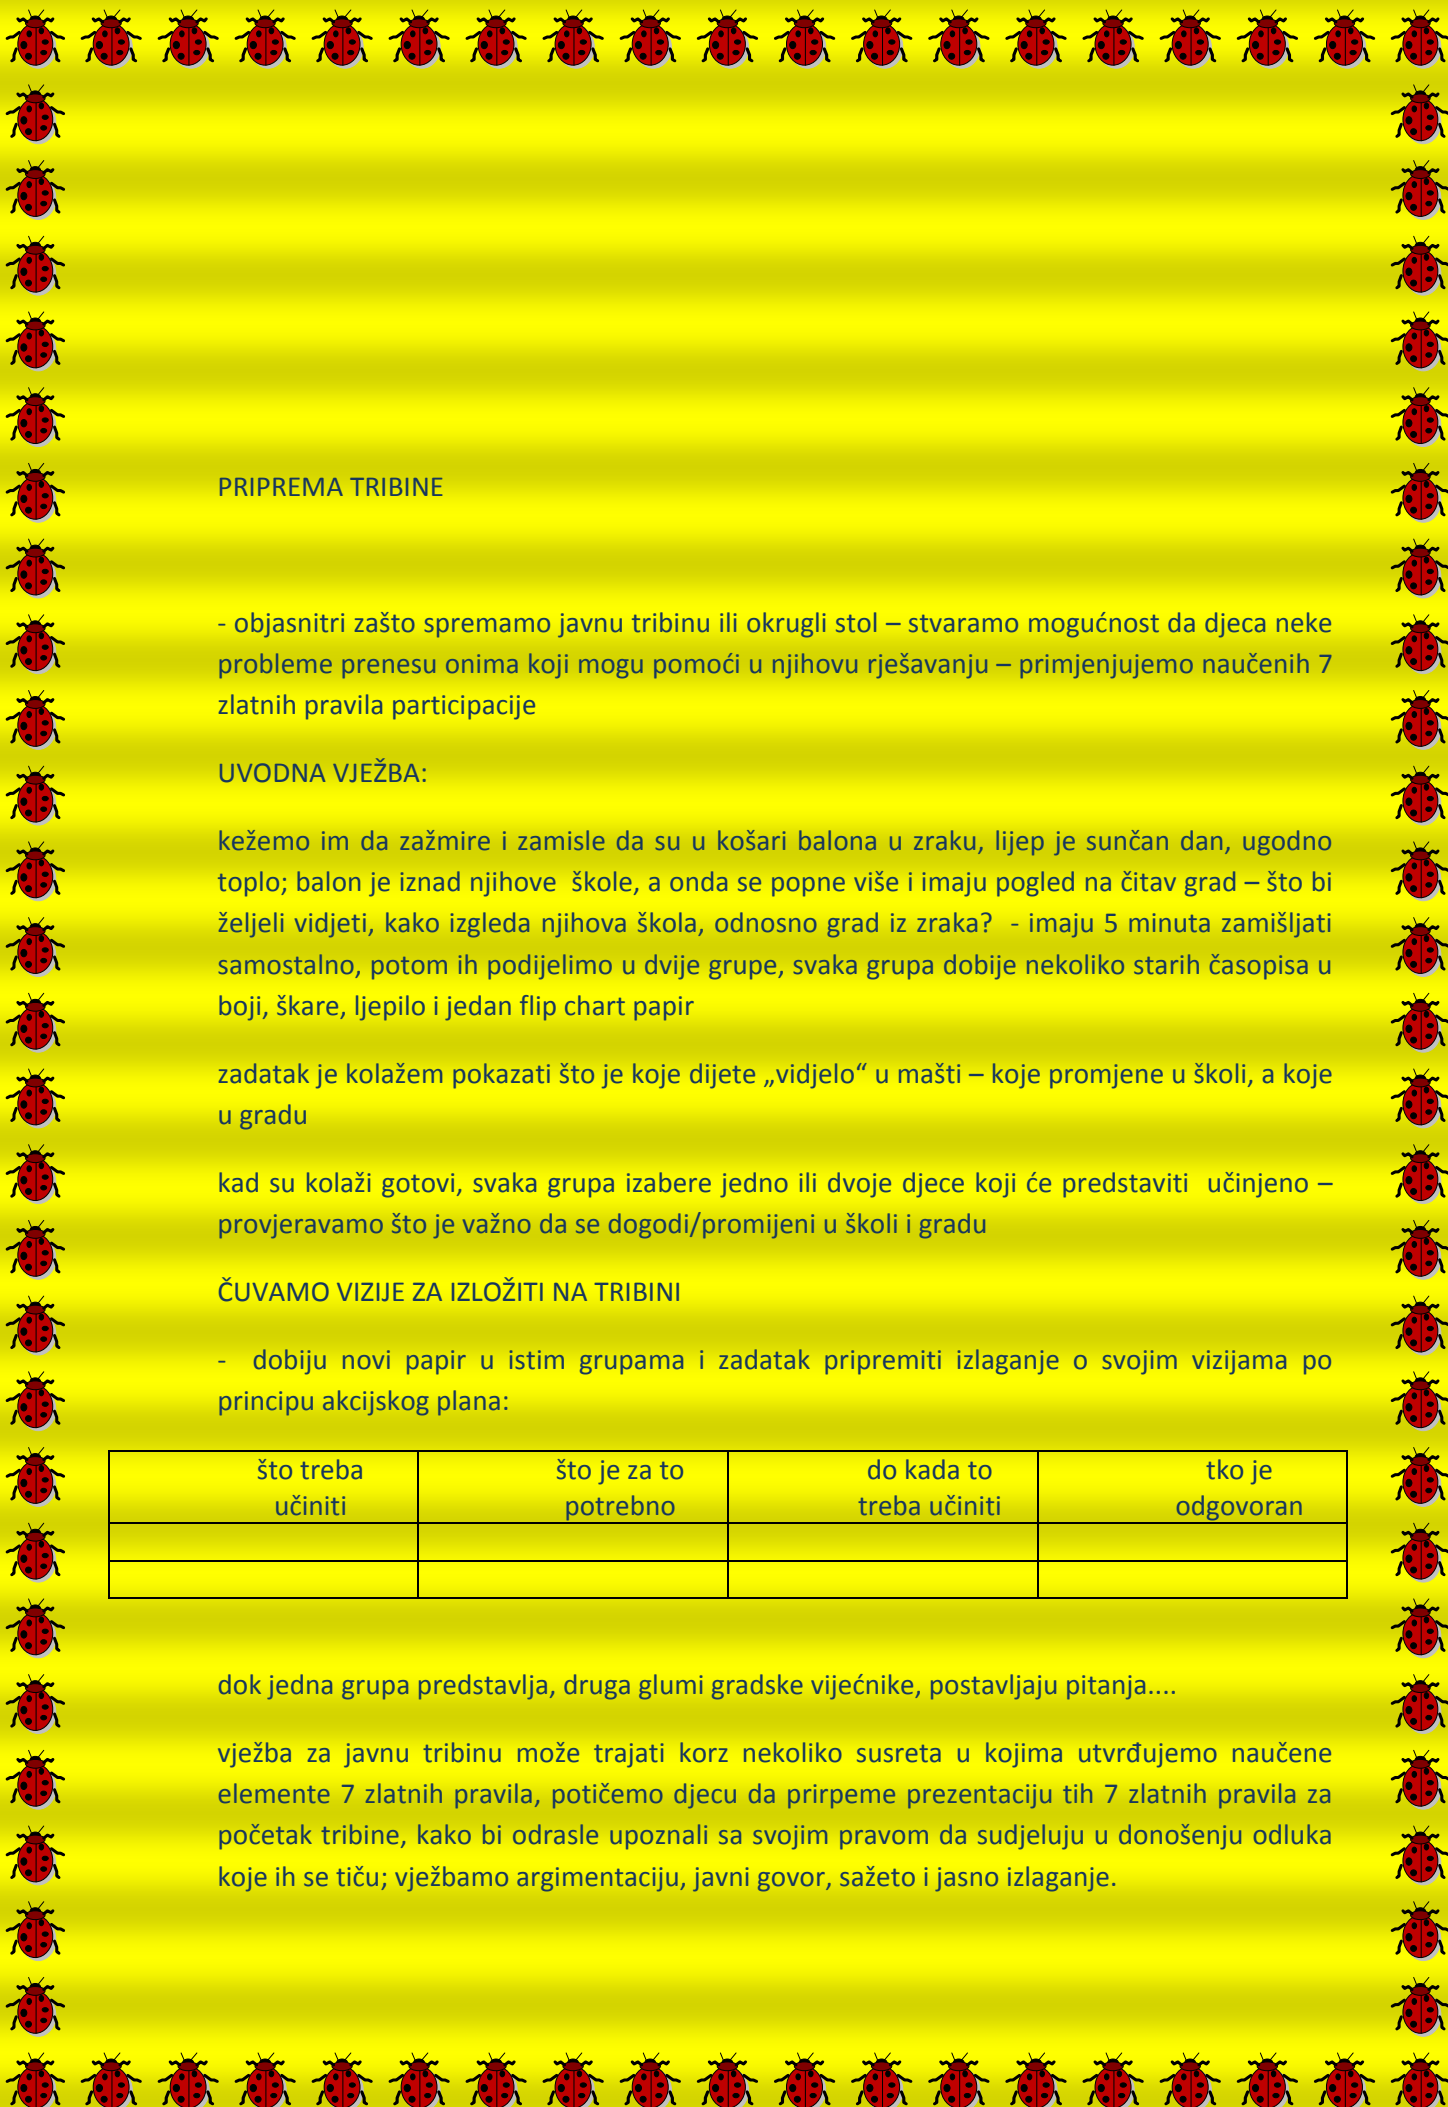 PRIPREMA TRIBINE
- objasnitri zašto spremamo javnu tribinu ili okrugli stol – stvaramo mogućnost da djeca neke
probleme prenesu onima koji mogu pomoći u njihovu rješavanju – primjenjujemo naučenih 7
zlatnih pravila participacije
UVODNA VJEŽBA:
kežemo im da zažmire i zamisle da su u košari balona u zraku, lijep je sunčan dan, ugodno
toplo; balon je iznad njihove škole, a onda se popne više i imaju pogled na čitav grad – što bi
željeli vidjeti, kako izgleda njihova škola, odnosno grad iz zraka? - imaju 5 minuta zamišljati
samostalno, potom ih podijelimo u dvije grupe, svaka grupa dobije nekoliko starih časopisa u
boji, škare, ljepilo i jedan flip chart papir
zadatak je kolažem pokazati što je koje dijete „vidjelo“ u mašti – koje promjene u školi, a koje
u gradu
kad su kolaži gotovi, svaka grupa izabere jedno ili dvoje djece koji će predstaviti učinjeno –
provjeravamo što je važno da se dogodi/promijeni u školi i gradu
ČUVAMO VIZIJE ZA IZLOŽITI NA TRIBINI
- dobiju novi papir u istim grupama i zadatak pripremiti izlaganje o svojim vizijama po
principu akcijskog plana:
što treba
učiniti
što je za to
potrebno
do kada to
treba učiniti
tko je
odgovoran
dok jedna grupa predstavlja, druga glumi gradske vijećnike, postavljaju pitanja....
vježba za javnu tribinu može trajati korz nekoliko susreta u kojima utvrđujemo naučene
elemente 7 zlatnih pravila, potičemo djecu da prirpeme prezentaciju tih 7 zlatnih pravila za
početak tribine, kako bi odrasle upoznali sa svojim pravom da sudjeluju u donošenju odluka
koje ih se tiču; vježbamo argimentaciju, javni govor, sažeto i jasno izlaganje.